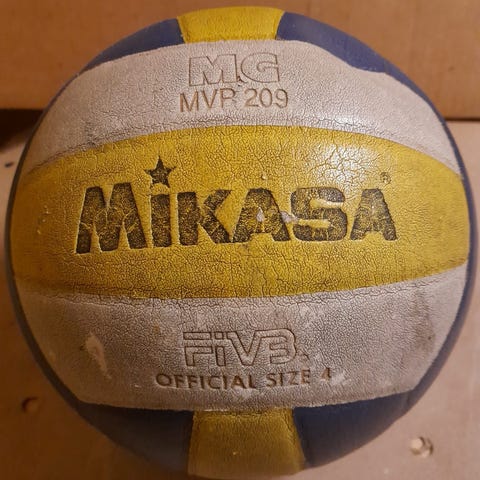 MG
MVP 209
MiKASA®
FiVB
OFFICIAL SIZE 4